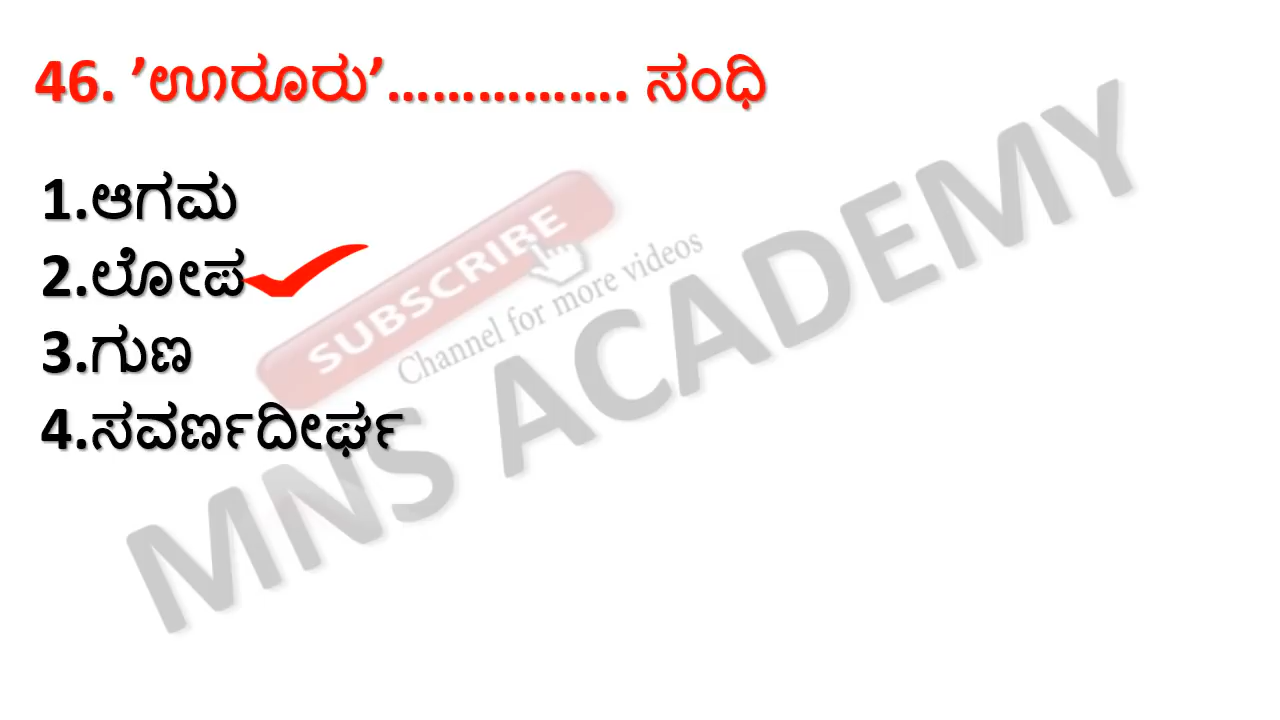 46. ’ಊರೂರು’................ ಸಂಧಿ
1.ಆಗಮ
2.ಲೋಪ
3.ಗುಣ
4.ಸವರ್ಣದೀರ್ಘ
SUBSCRIBE
Channel for more videos
MNS ACADEMY